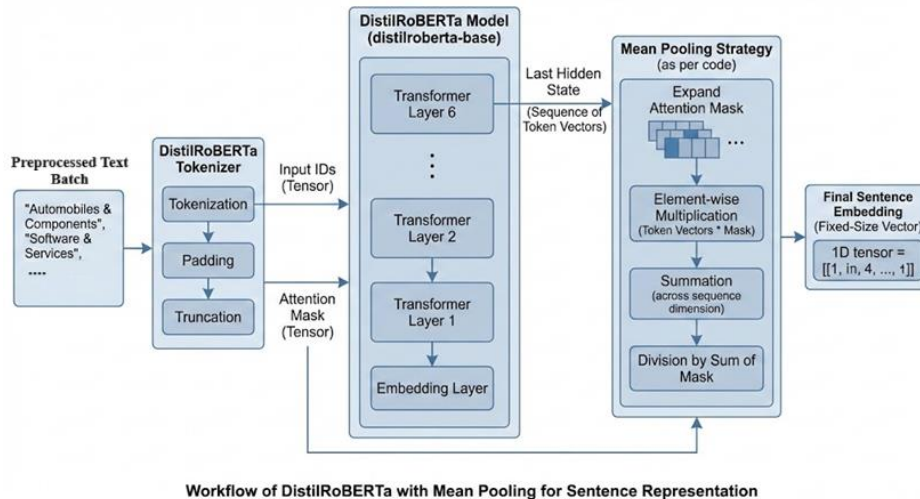 Preprocessed Text
Batch
"Automobiles &
Components",
"Software &
Services",
....
DistilRoBERTa
Tokenizer
Tokenization
Padding
Truncation
Input IDs
(Tensor)
Attention
Mask
(Tensor)
DistilRoBERTa Model
(distilroberta-base)
Transformer
Layer 6
Transformer
Layer 2
Transformer
Layer 1
Embedding Layer
Last Hidden
State
(Sequence of
Token Vectors)
Mean Pooling Strategy
(as per code)
Expand
Attention Mask
...
Element-wise
Multiplication
(Token Vectors * Mask)
Summation
(across sequence
dimension)
Division by Sum of
Mask
Final Sentence
Embedding
(Fixed-Size Vector)
1D tensor =
[[1, in, 4, ..., 1]]
Workflow of DistilRoBERTa with Mean Pooling for Sentence Representation